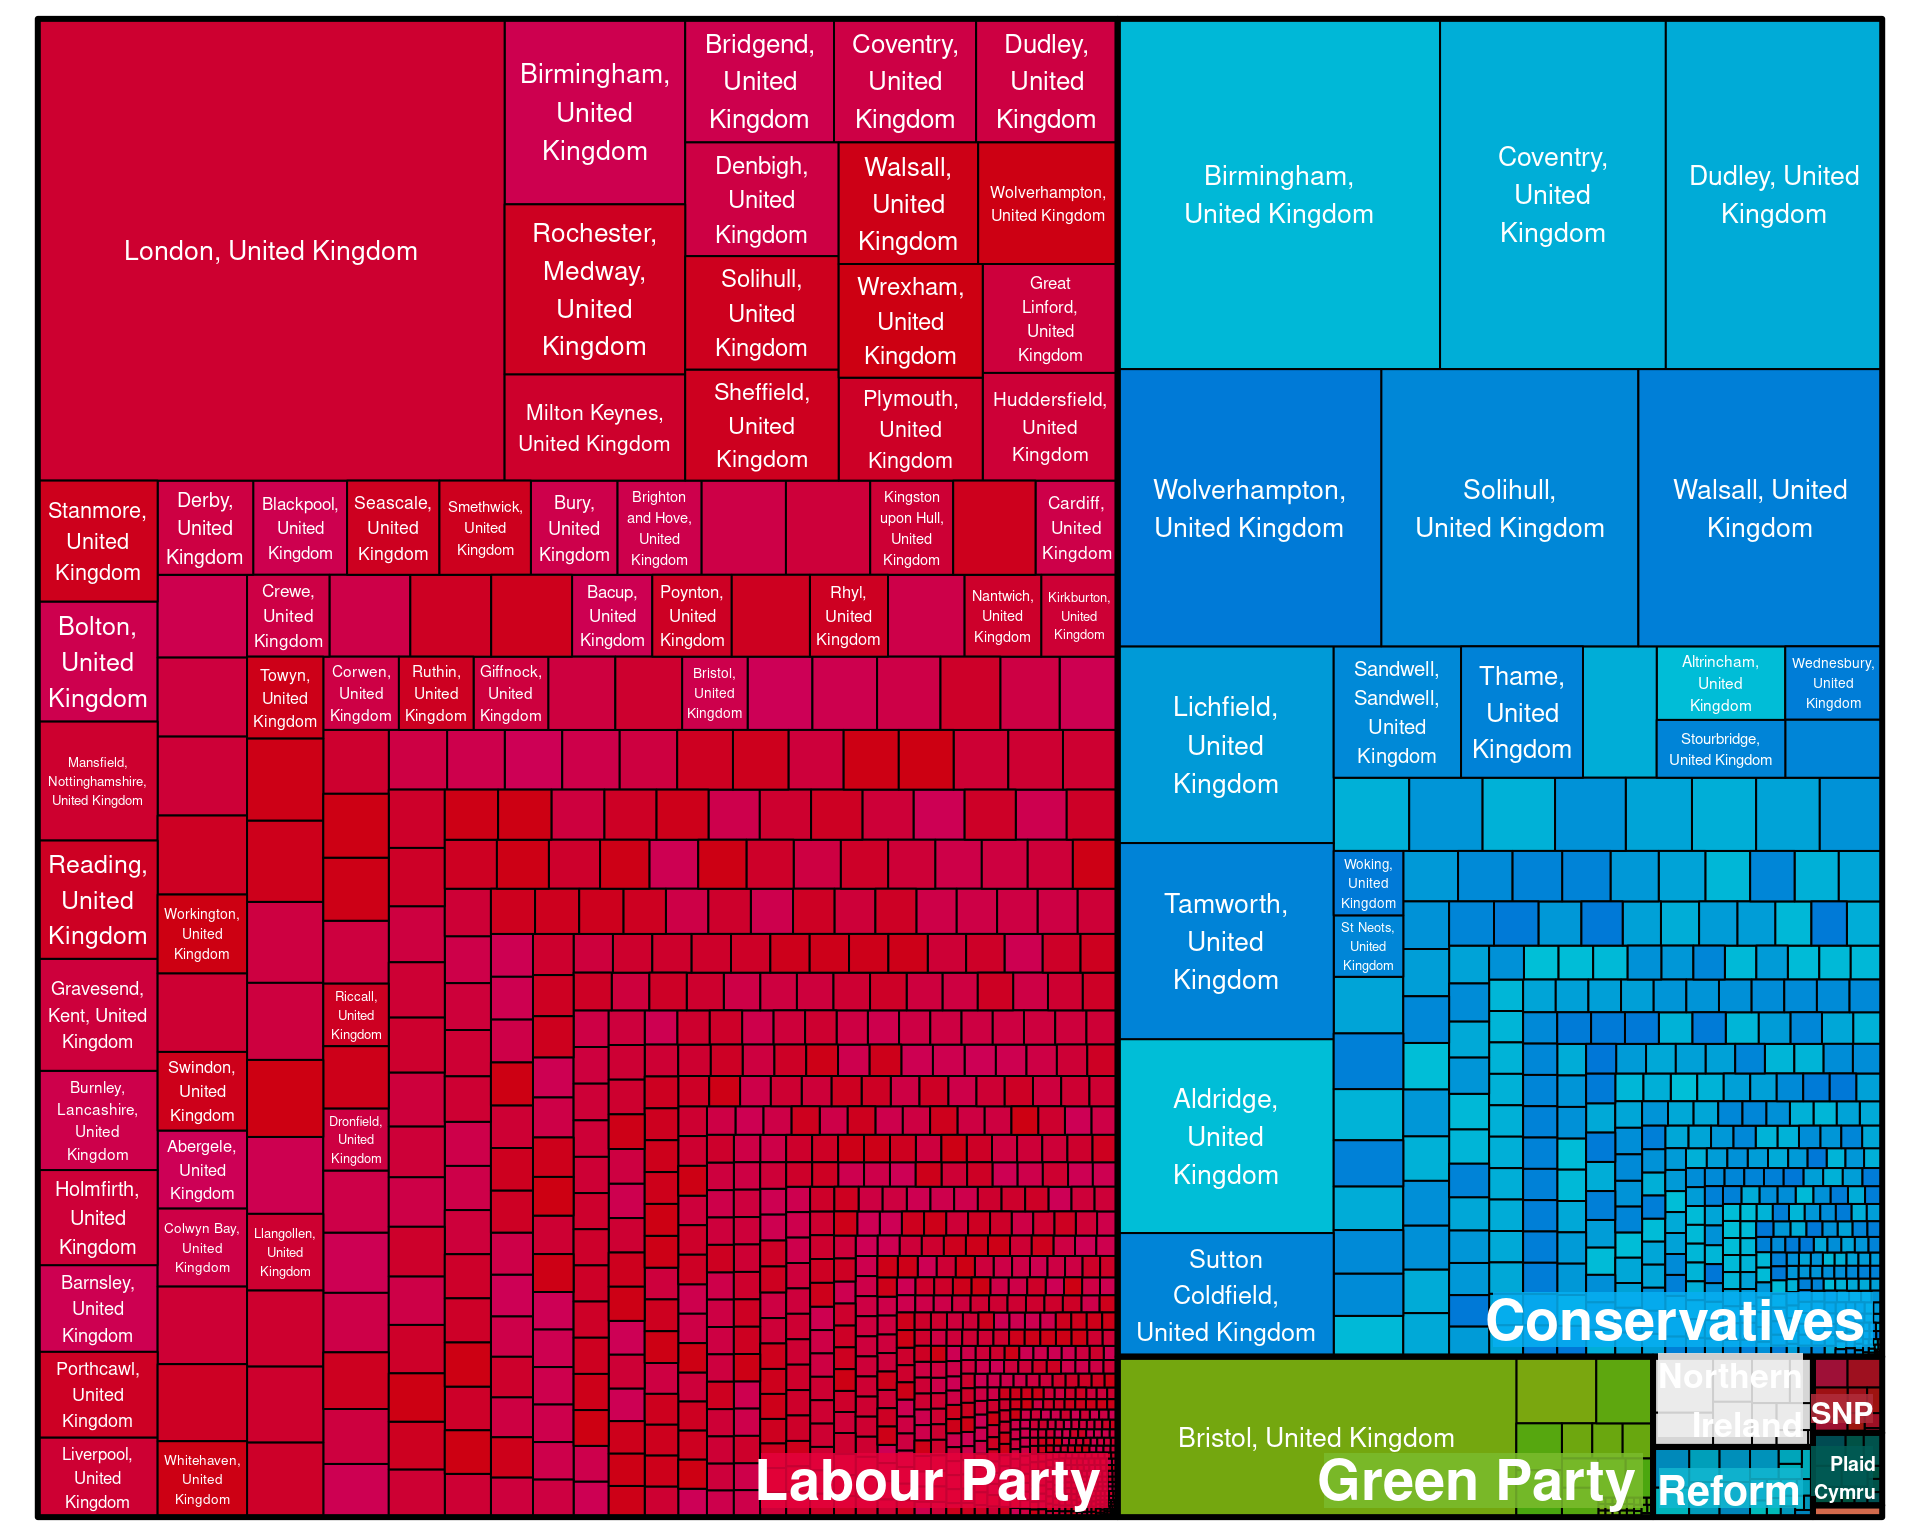 London, United Kingdom
Birmingham,
United
Kingdom
Rochester,
Medway,
United
Kingdom
Milton Keynes,
United Kingdom
Bridgend,
United
Kingdom
Coventry,
United
Kingdom
Dudley,
United
Kingdom
Denbigh,
United
Kingdom
Walsall,
United
Kingdom
Wolverhampton,
United Kingdom
Solihull,
United
Kingdom
Wrexham,
United
Kingdom
Great
Linford,
United
Kingdom
Sheffield,
United
Kingdom
Plymouth,
United
Kingdom
Huddersfield,
United
Kingdom
Stanmore,
United
Kingdom
Derby,
United
Kingdom
Blackpool,
United
Kingdom
Seascale,
United
Kingdom
Smethwick,
United
Kingdom
Bury,
United
Kingdom
Brighton
and Hove,
United
Kingdom
Kingston
upon Hull,
United
Kingdom
Cardiff,
United
Kingdom
Crewe,
United
Kingdom
Bacup,
United
Kingdom
Poynton,
United
Kingdom
Rhyl,
United
Kingdom
Nantwich,
United
Kingdom
Kirkburton,
United
Kingdom
Bolton,
United
Kingdom
Towyn,
United
Kingdom
Corwen,
United
Kingdom
Ruthin,
United
Kingdom
Giffnock,
United
Kingdom
Bristol,
United
Kingdom
Mansfield,
Nottinghamshire,
United Kingdom
Reading,
United
Kingdom
Workington,
United
Kingdom
Gravesend,
Kent, United
Kingdom
Riccall,
United
Kingdom
Swindon,
United
Kingdom
Burnley,
Lancashire,
United
Kingdom
Dronfield,
United
Kingdom
Abergele,
United
Kingdom
Holmfirth,
United
Kingdom
Colwyn Bay,
United
Kingdom
Llangollen,
United
Kingdom
Barnsley,
United
Kingdom
Porthcawl,
United
Kingdom
Liverpool,
United
Kingdom
Whitehaven,
United
Kingdom
Labour Party
Birmingham,
United Kingdom
Coventry,
United
Kingdom
Dudley, United
Kingdom
Wolverhampton,
United Kingdom
Solihull,
United Kingdom
Walsall, United
Kingdom
Lichfield,
United
Kingdom
Sandwell,
Sandwell,
United
Kingdom
Thame,
United
Kingdom
Altrincham,
United
Kingdom
Wednesbury,
United
Kingdom
Stourbridge,
United Kingdom
Tamworth,
United
Kingdom
Woking,
United
Kingdom
St Neots,
United
Kingdom
Aldridge,
United
Kingdom
Sutton
Coldfield,
United Kingdom
Conservatives
Bristol, United Kingdom
Green Party
Northern
Ireland
SNP
Reform
Plaid
Cymru